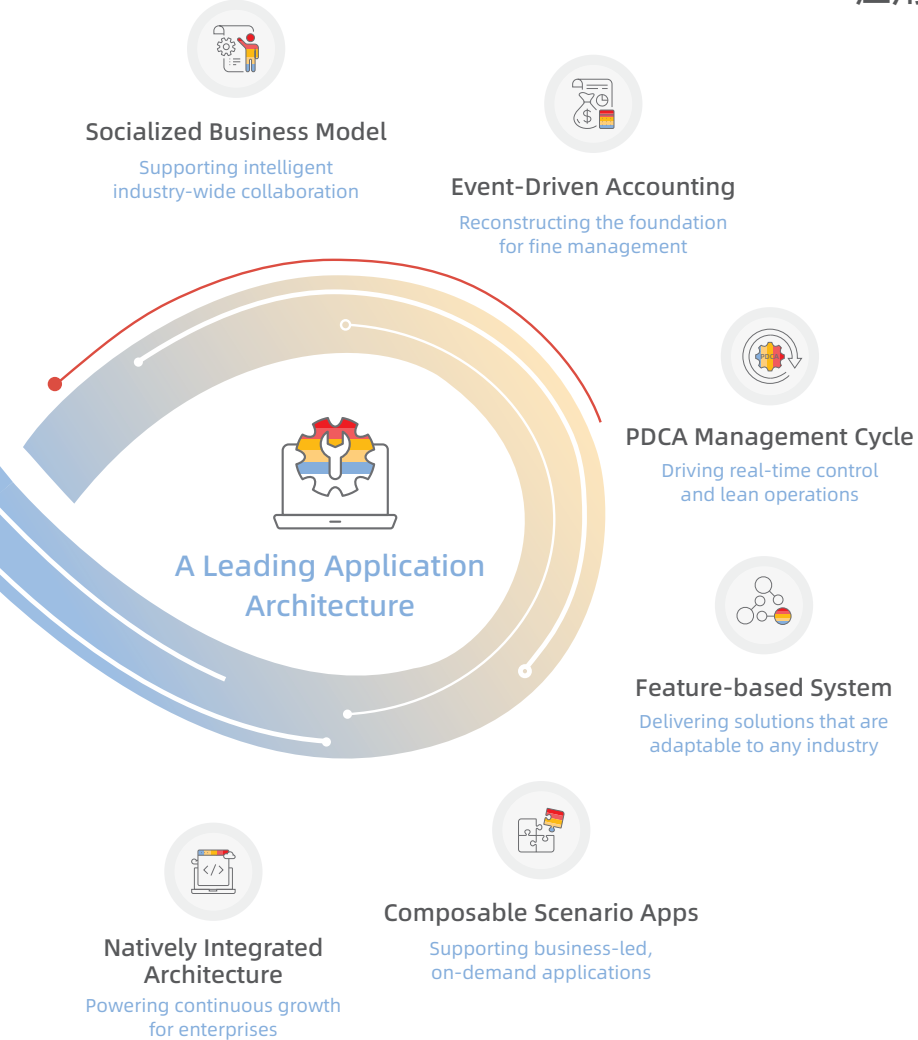 Socialized Business Model
Supporting intelligent
industry-wide collaboration
Event-Driven Accounting
Reconstructing the foundation
for fine management
PDCA
PDCA Management Cycle
Driving real-time control
and lean operations
A Leading Application
Architecture
Feature-based System
Delivering solutions that are
adaptable to any industry
Composable Scenario Apps
Supporting business-led,
on-demand applications
Natively Integrated
Architecture
Powering continuous growth
for enterprises